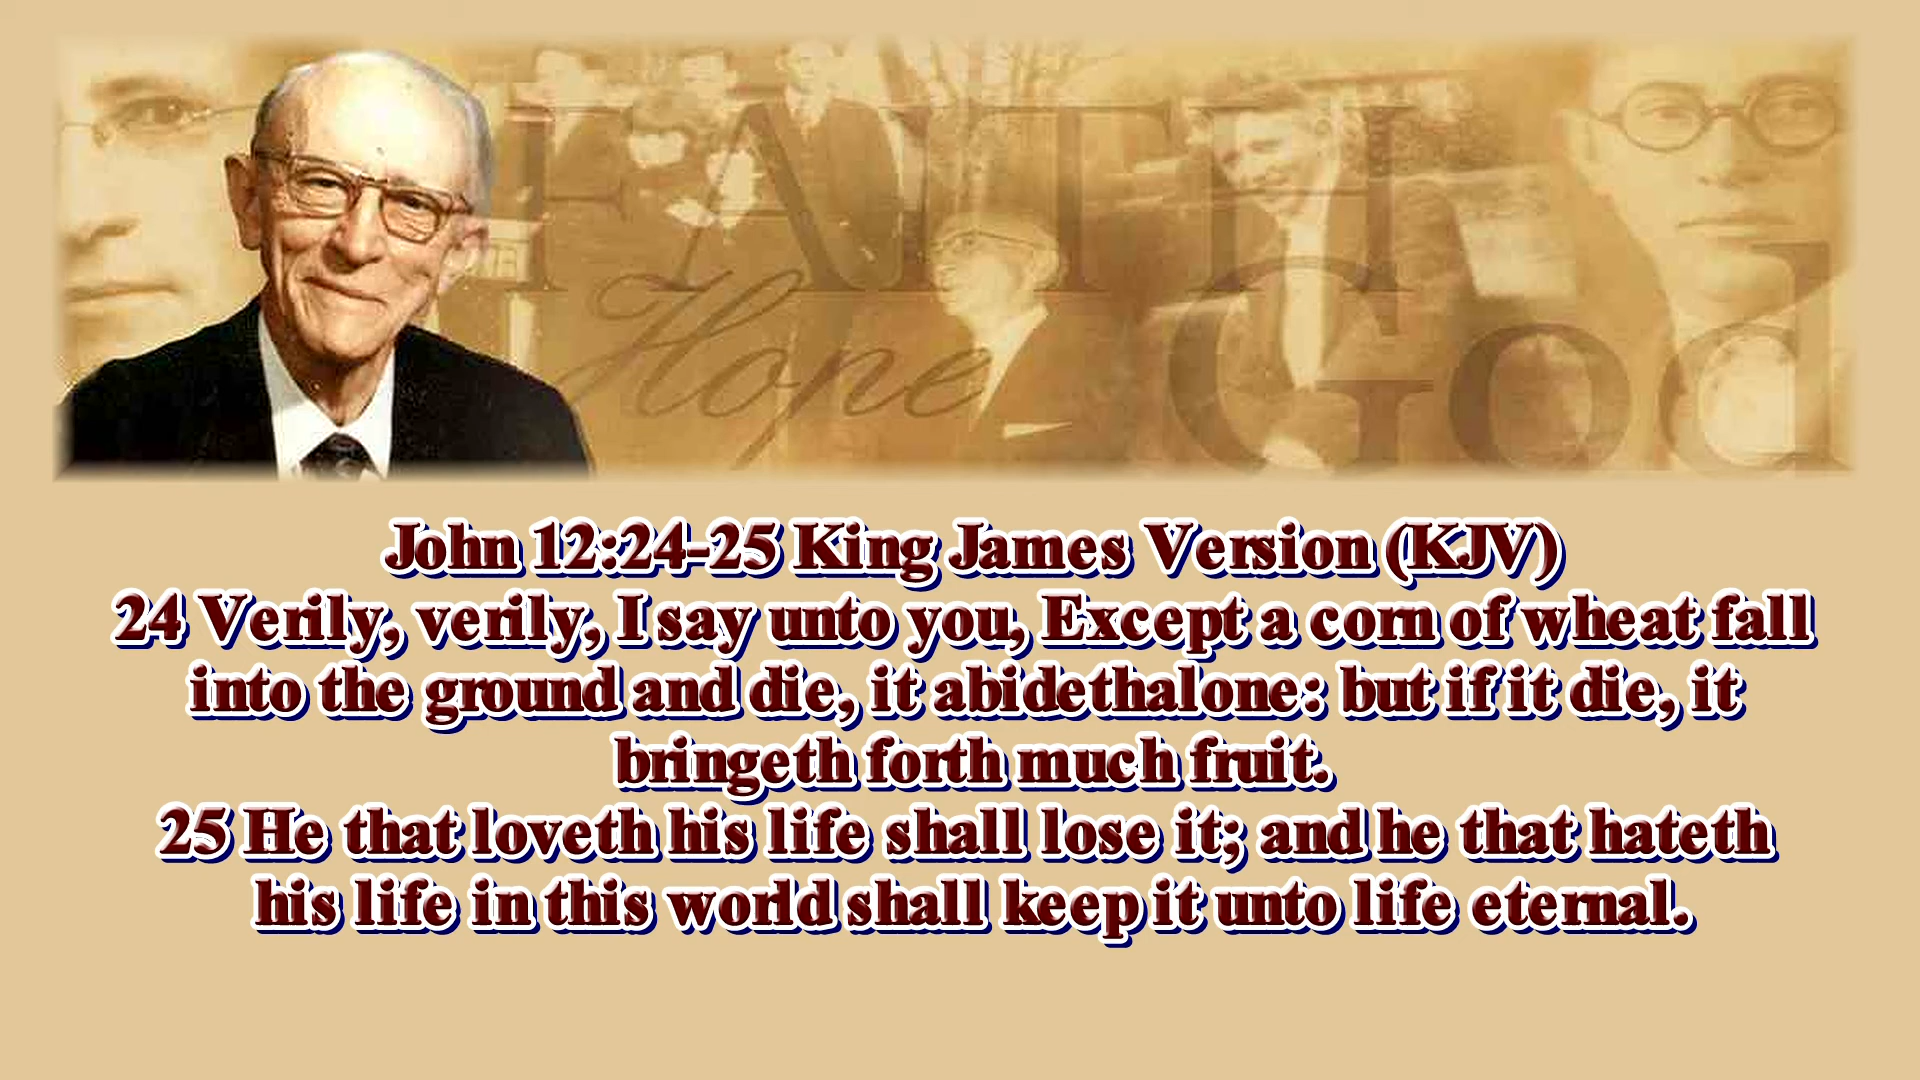 FAITH
Hope
God
John 12:24-25 King James Version (KJV)
24 Verily, verily, I say unto you, Except a corn of wheat fall
into the ground and die, it abideth alone: but if it die, it
bringeth forth much fruit.
25 He that loveth his life shall lose it; and he that hateth
his life in this world shall keep it unto life eternal.